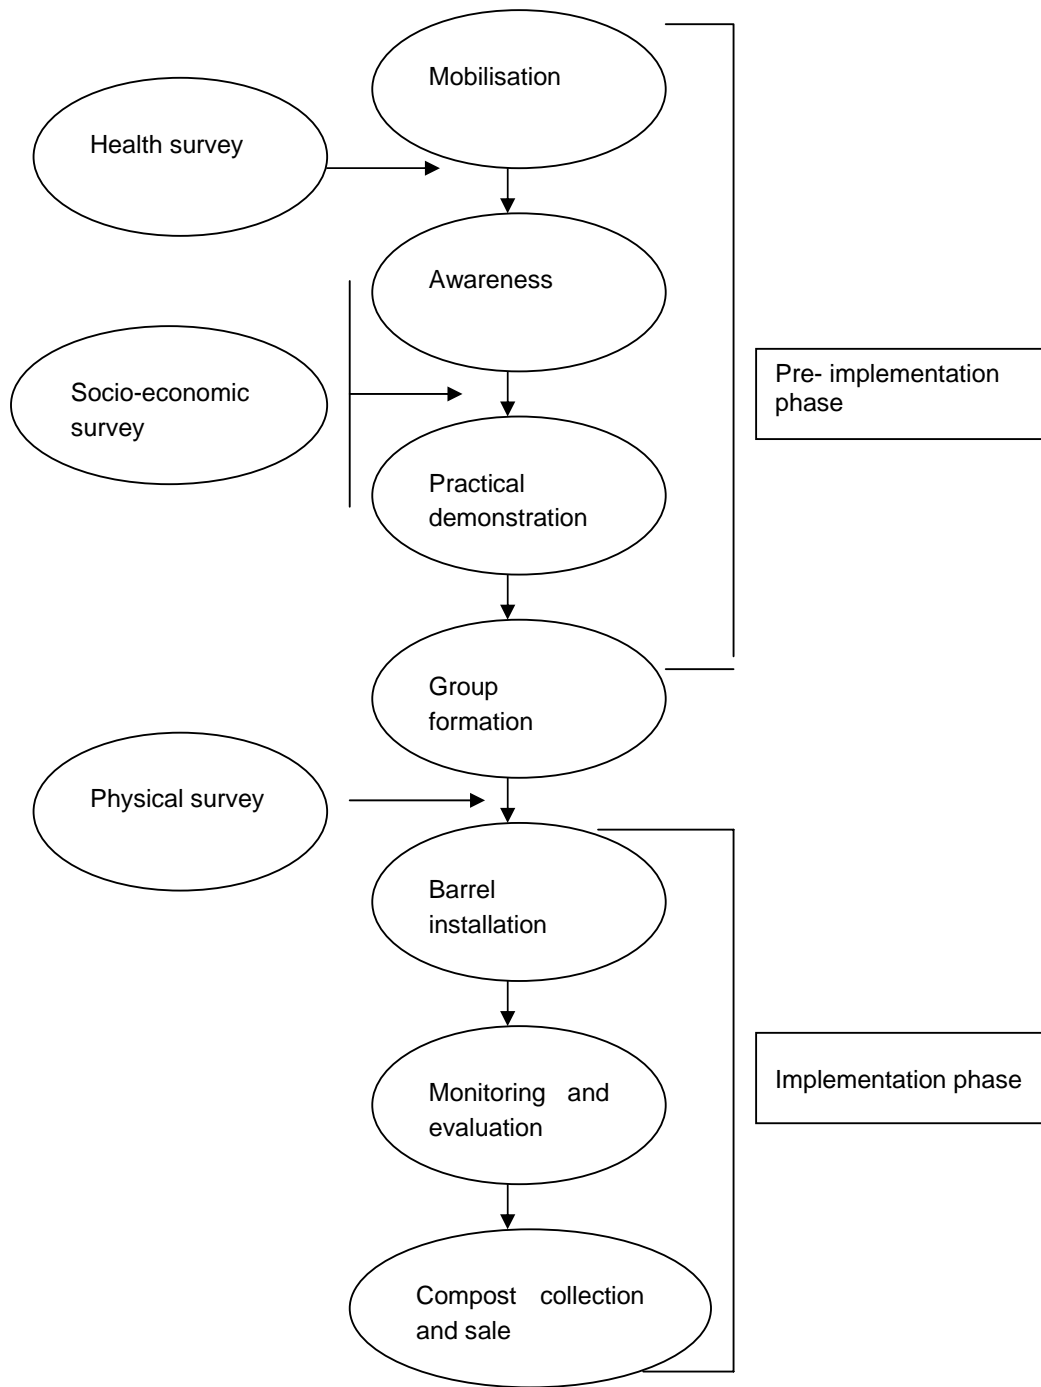 Mobilisation
Health survey
Awareness
Pre- implementation
phase
Socio-economic
survey
Practical
demonstration
Group
formation
Physical survey
Barrel
installation
Monitoring and
evaluation
Implementation phase
Compost collection
and sale